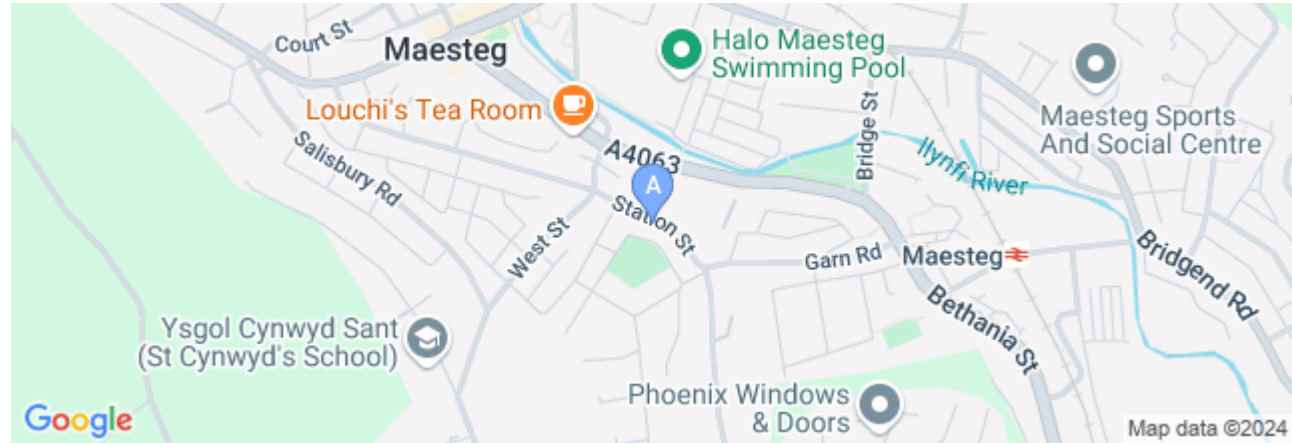 Court St
Maesteg
Halo Maesteg
Swimming Pool
Louchi's Tea Room
A4063
Bridge St
Maesteg Sports
And Social Centre
Salisbury Rd
llynfi River
A
Station St
West St
Garn Rd
Maesteg
Bridgend Rd
Bethania St
Ysgol Cynwyd Sant
(St Cynwyd's School)
Phoenix Windows
& Doors
Google
Map data ©2024